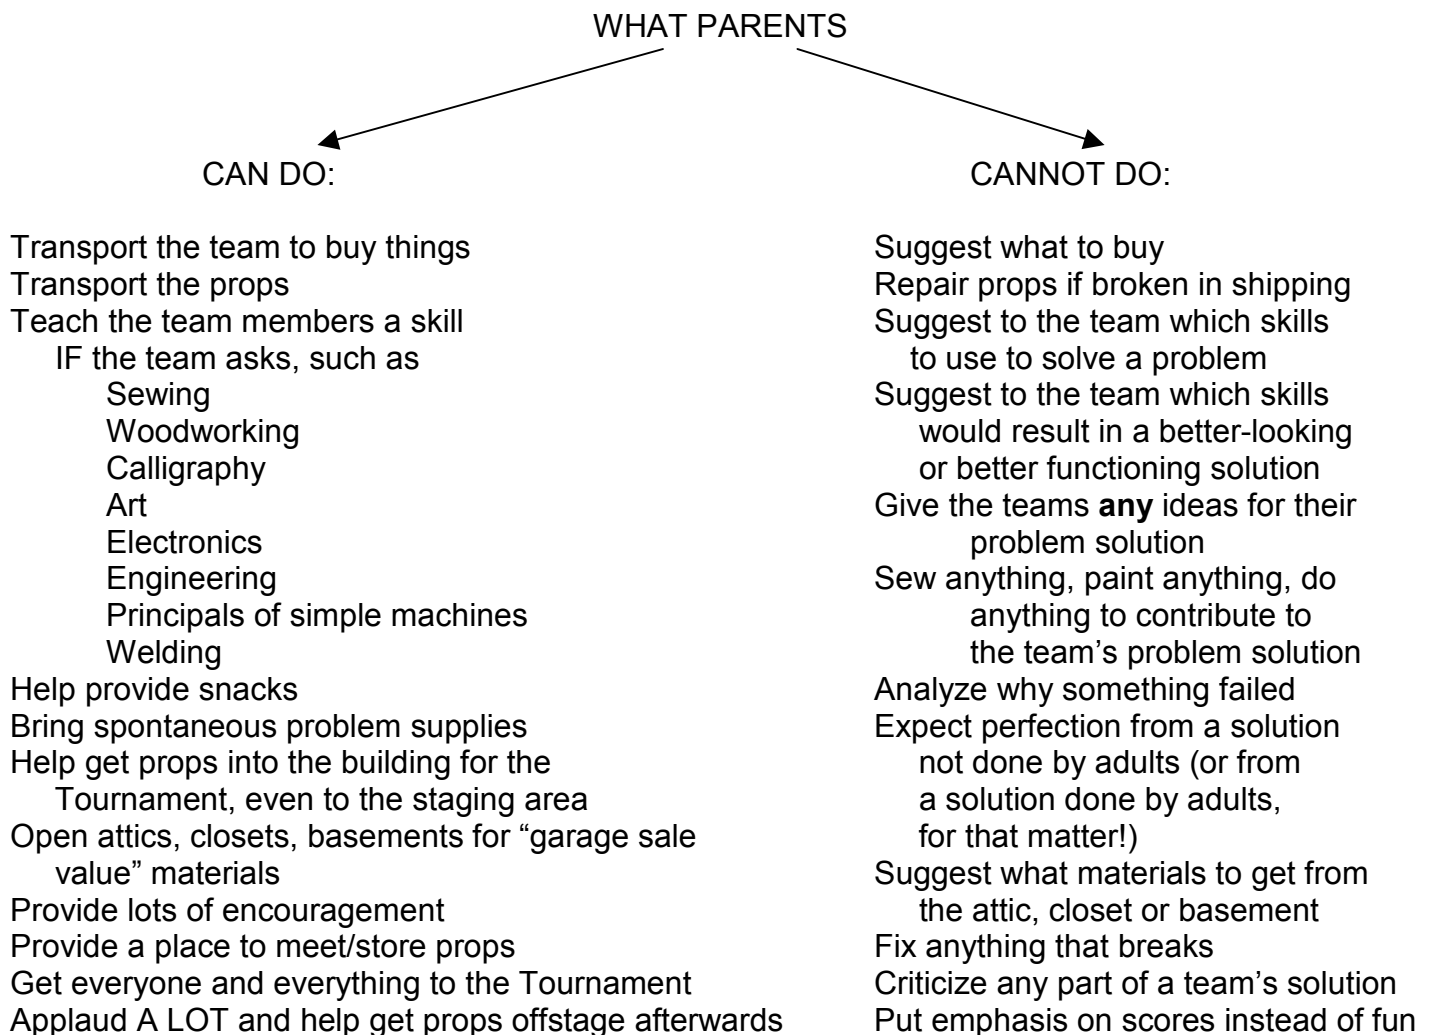 WHAT PARENTS
CAN DO:
Transport the team to buy things
Transport the props
Teach the team members a skill
IF the team asks, such as
Sewing
Woodworking
Calligraphy
Art
Electronics
Engineering
Principals of simple machines
Welding
Help provide snacks
Bring spontaneous problem supplies
Help get props into the building for the
Tournament, even to the staging area
Open attics, closets, basements for “garage sale
value” materials
Provide lots of encouragement
Provide a place to meet/store props
Get everyone and everything to the Tournament
Applaud A LOT and help get props offstage afterwards
CANNOT DO:
Suggest what to buy
Repair props if broken in shipping
Suggest to the team which skills
to use to solve a problem
Suggest to the team which skills
would result in a better-looking
or better functioning solution
Give the teams any ideas for their
problem solution
Sew anything, paint anything, do
anything to contribute to
the team’s problem solution
Analyze why something failed
Expect perfection from a solution
not done by adults (or from
a solution done by adults,
for that matter!)
Suggest what materials to get from
the attic, closet or basement
Fix anything that breaks
Criticize any part of a team’s solution
Put emphasis on scores instead of fun